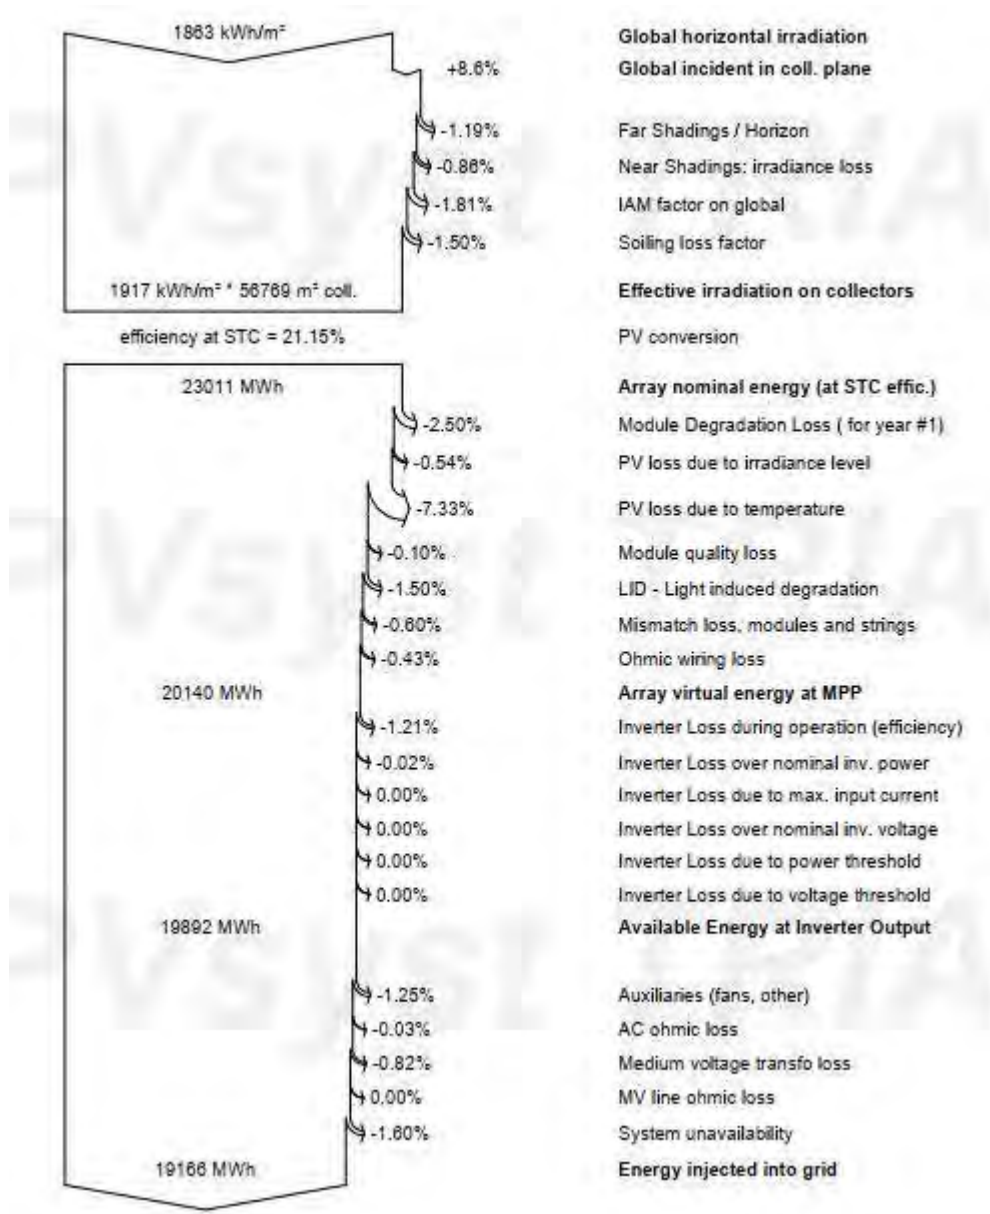 1863 kWh/m² Global horizontal irradiation
+8.6% Global incident in coll. plane
-1.19% Far Shadings / Horizon
-0.86% Near Shadings: irradiance loss
-1.81% IAM factor on global
-1.50% Soiling loss factor
1917 kWh/m² * 56769 m² coll. Effective irradiation on collectors
efficiency at STC = 21.15% PV conversion
23011 MWh Array nominal energy (at STC effic.)
-2.50% Module Degradation Loss ( for year #1)
-0.54% PV loss due to irradiance level
-7.33% PV loss due to temperature
-0.10% Module quality loss
-1.50% LID - Light induced degradation
-0.60% Mismatch loss, modules and strings
-0.43% Ohmic wiring loss
20140 MWh Array virtual energy at MPP
-1.21% Inverter Loss during operation (efficiency)
-0.02% Inverter Loss over nominal inv. power
0.00% Inverter Loss due to max. input current
0.00% Inverter Loss over nominal inv. voltage
0.00% Inverter Loss due to power threshold
0.00% Inverter Loss due to voltage threshold
19892 MWh Available Energy at Inverter Output
-1.25% Auxiliaries (fans, other)
-0.03% AC ohmic loss
-0.82% Medium voltage transfo loss
0.00% MV line ohmic loss
-1.60% System unavailability
19166 MWh Energy injected into grid